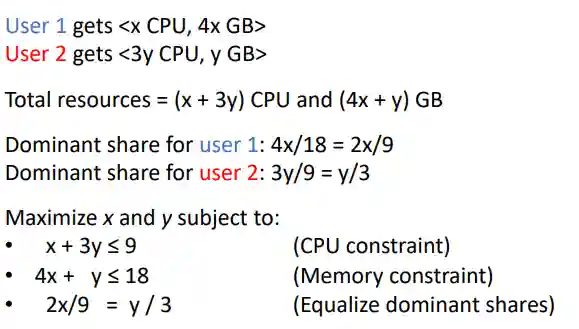 User 1 gets <x CPU, 4x GB>
User 2 gets <3y CPU, y GB>
Total resources = (x + 3y) CPU and (4x + y) GB
Dominant share for user 1: 4x/18 = 2x/9
Dominant share for user 2: 3y/9 = y/3
Maximize x and y subject to:
• x + 3y ≤ 9 (CPU constraint)
• 4x + y ≤ 18 (Memory constraint)
• 2x/9 = y / 3 (Equalize dominant shares)